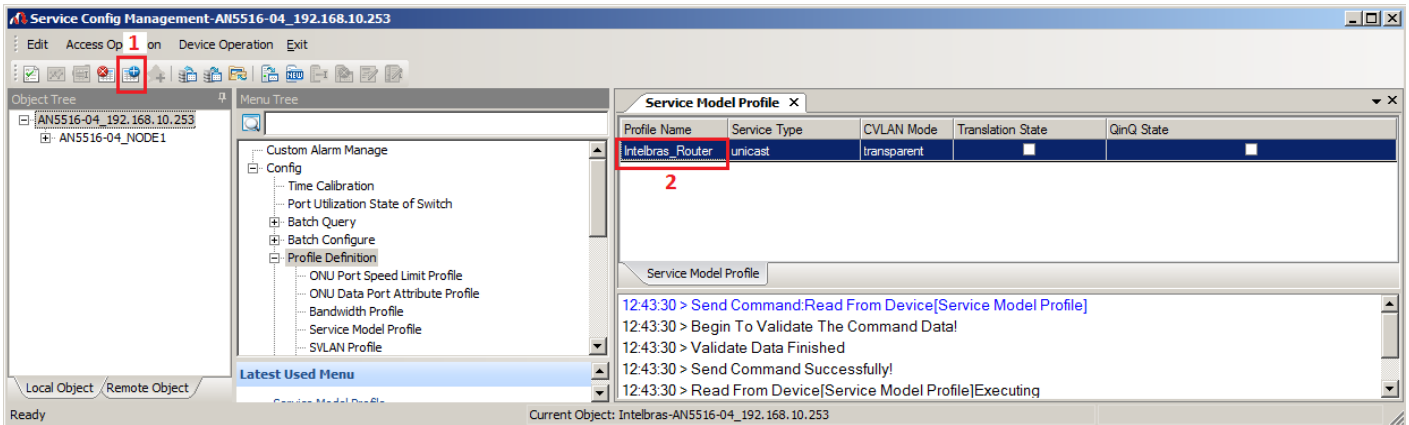 Service Config Management-AN5516-04_192.168.10.253
Edit Access Op 1 on Device Operation Exit
NEW
Object Tree
AN5516-04_192.168.10.253
AN5516-04_NODE1
Local Object Remote Object
Menu Tree
Custom Alarm Manage
Config
Time Calibration
Port Utilization State of Switch
Batch Query
Batch Configure
Profile Definition
ONU Port Speed Limit Profile
ONU Data Port Attribute Profile
Bandwidth Profile
Service Model Profile
SVLAN Profile
Latest Used Menu
Service Model Profile
Service Model Profile X
Profile Name Service Type CVLAN Mode Translation State QinQ State
Intelbras_Router unicast transparent
2
Service Model Profile
12:43:30 > Send Command:Read From Device[Service Model Profile]
12:43:30 > Begin To Validate The Command Data!
12:43:30 > Validate Data Finished
12:43:30 > Send Command Successfully!
12:43:30 > Read From Device[Service Model Profile]Executing
Ready Current Object: Intelbras-AN5516-04_192.168.10.253